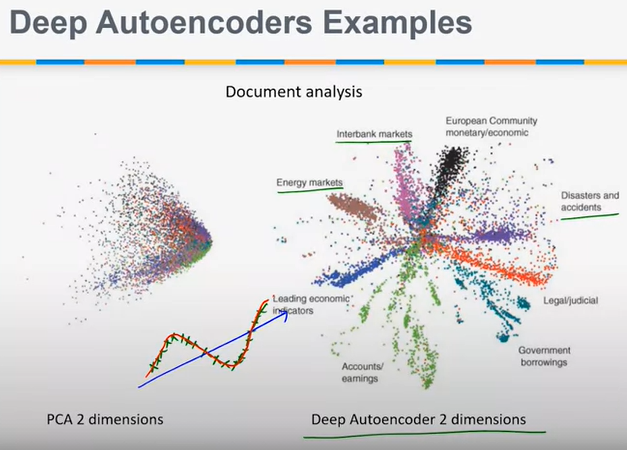 Deep Autoencoders Examples
Document analysis
European Community
monetary/economic
Interbank markets
Energy markets
Disasters and
accidents
Leading economic
indicators
Legal/judicial
Government
borrowings
Accounts/
earnings
PCA 2 dimensions
Deep Autoencoder 2 dimensions